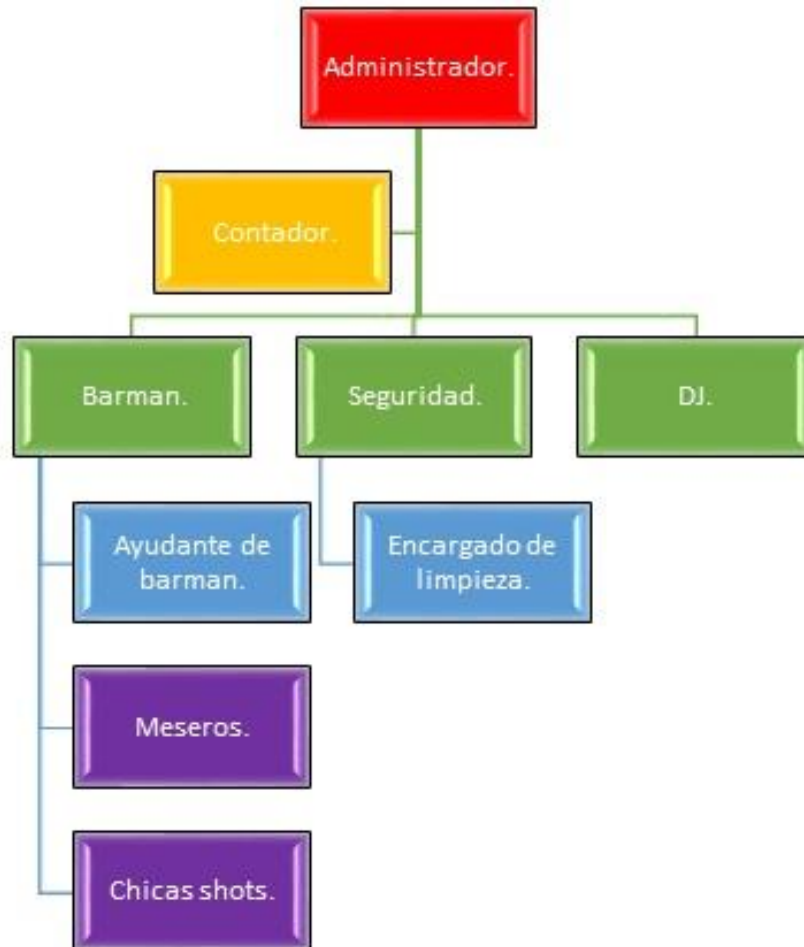 Administrador.
Contador.
Barman.
Seguridad.
DJ.
Ayudante de
barman.
Encargado de
limpieza.
Meseros.
Chicas shots.